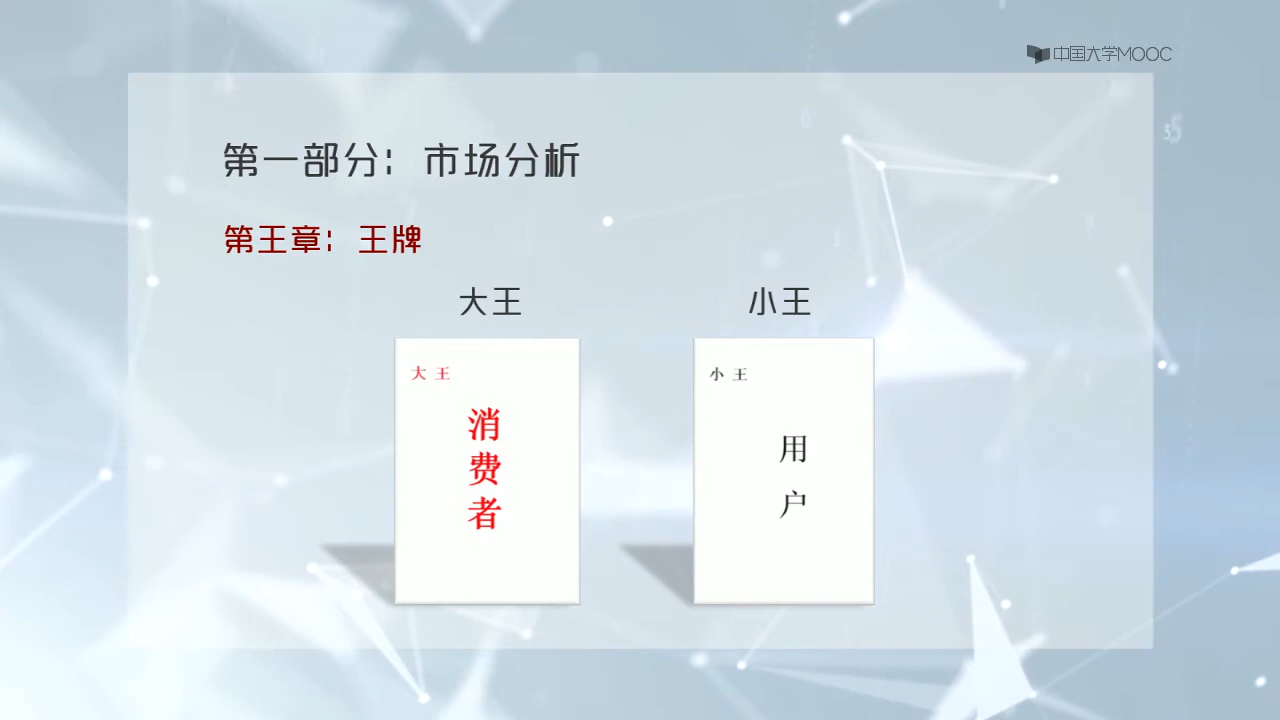 中国大学MOOC
第一部分：市场分析
第王章：王牌
大王
小王
大 王
消
费
者
小 王
用
户